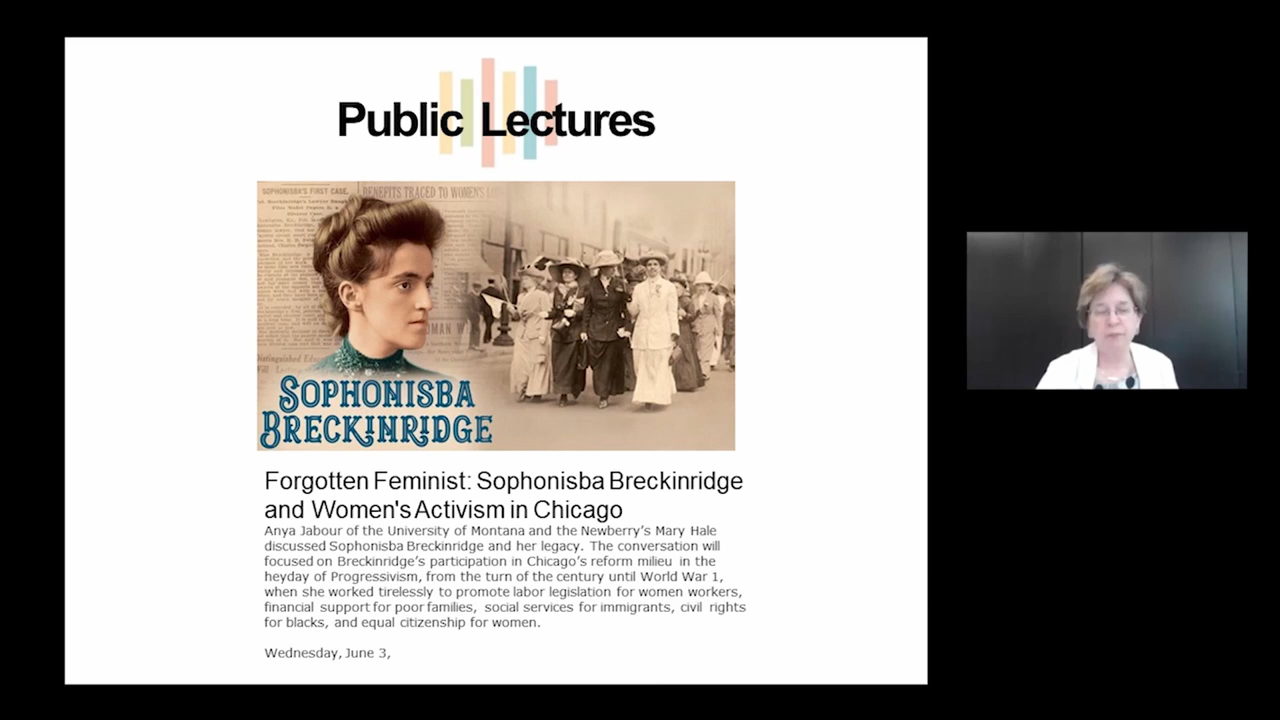 Public Lectures
SOPHONISBA'S FIRST CASE.
BENEFITS TRACED TO WOMEN'S
SOPHONISBA
BRECKINRIDGE
Forgotten Feminist: Sophonisba Breckinridge
and Women's Activism in Chicago
Anya Jabour of the University of Montana and the Newberry's Mary Hale
discussed Sophonisba Breckinridge and her legacy. The conversation will
focused on Breckinridge's participation in Chicago's reform milieu in the
heyday of Progressivism, from the turn of the century until World War 1,
when she worked tirelessly to promote labor legislation for women workers,
financial support for poor families, social services for immigrants, civil rights
for blacks, and equal citizenship for women.
Wednesday, June 3,